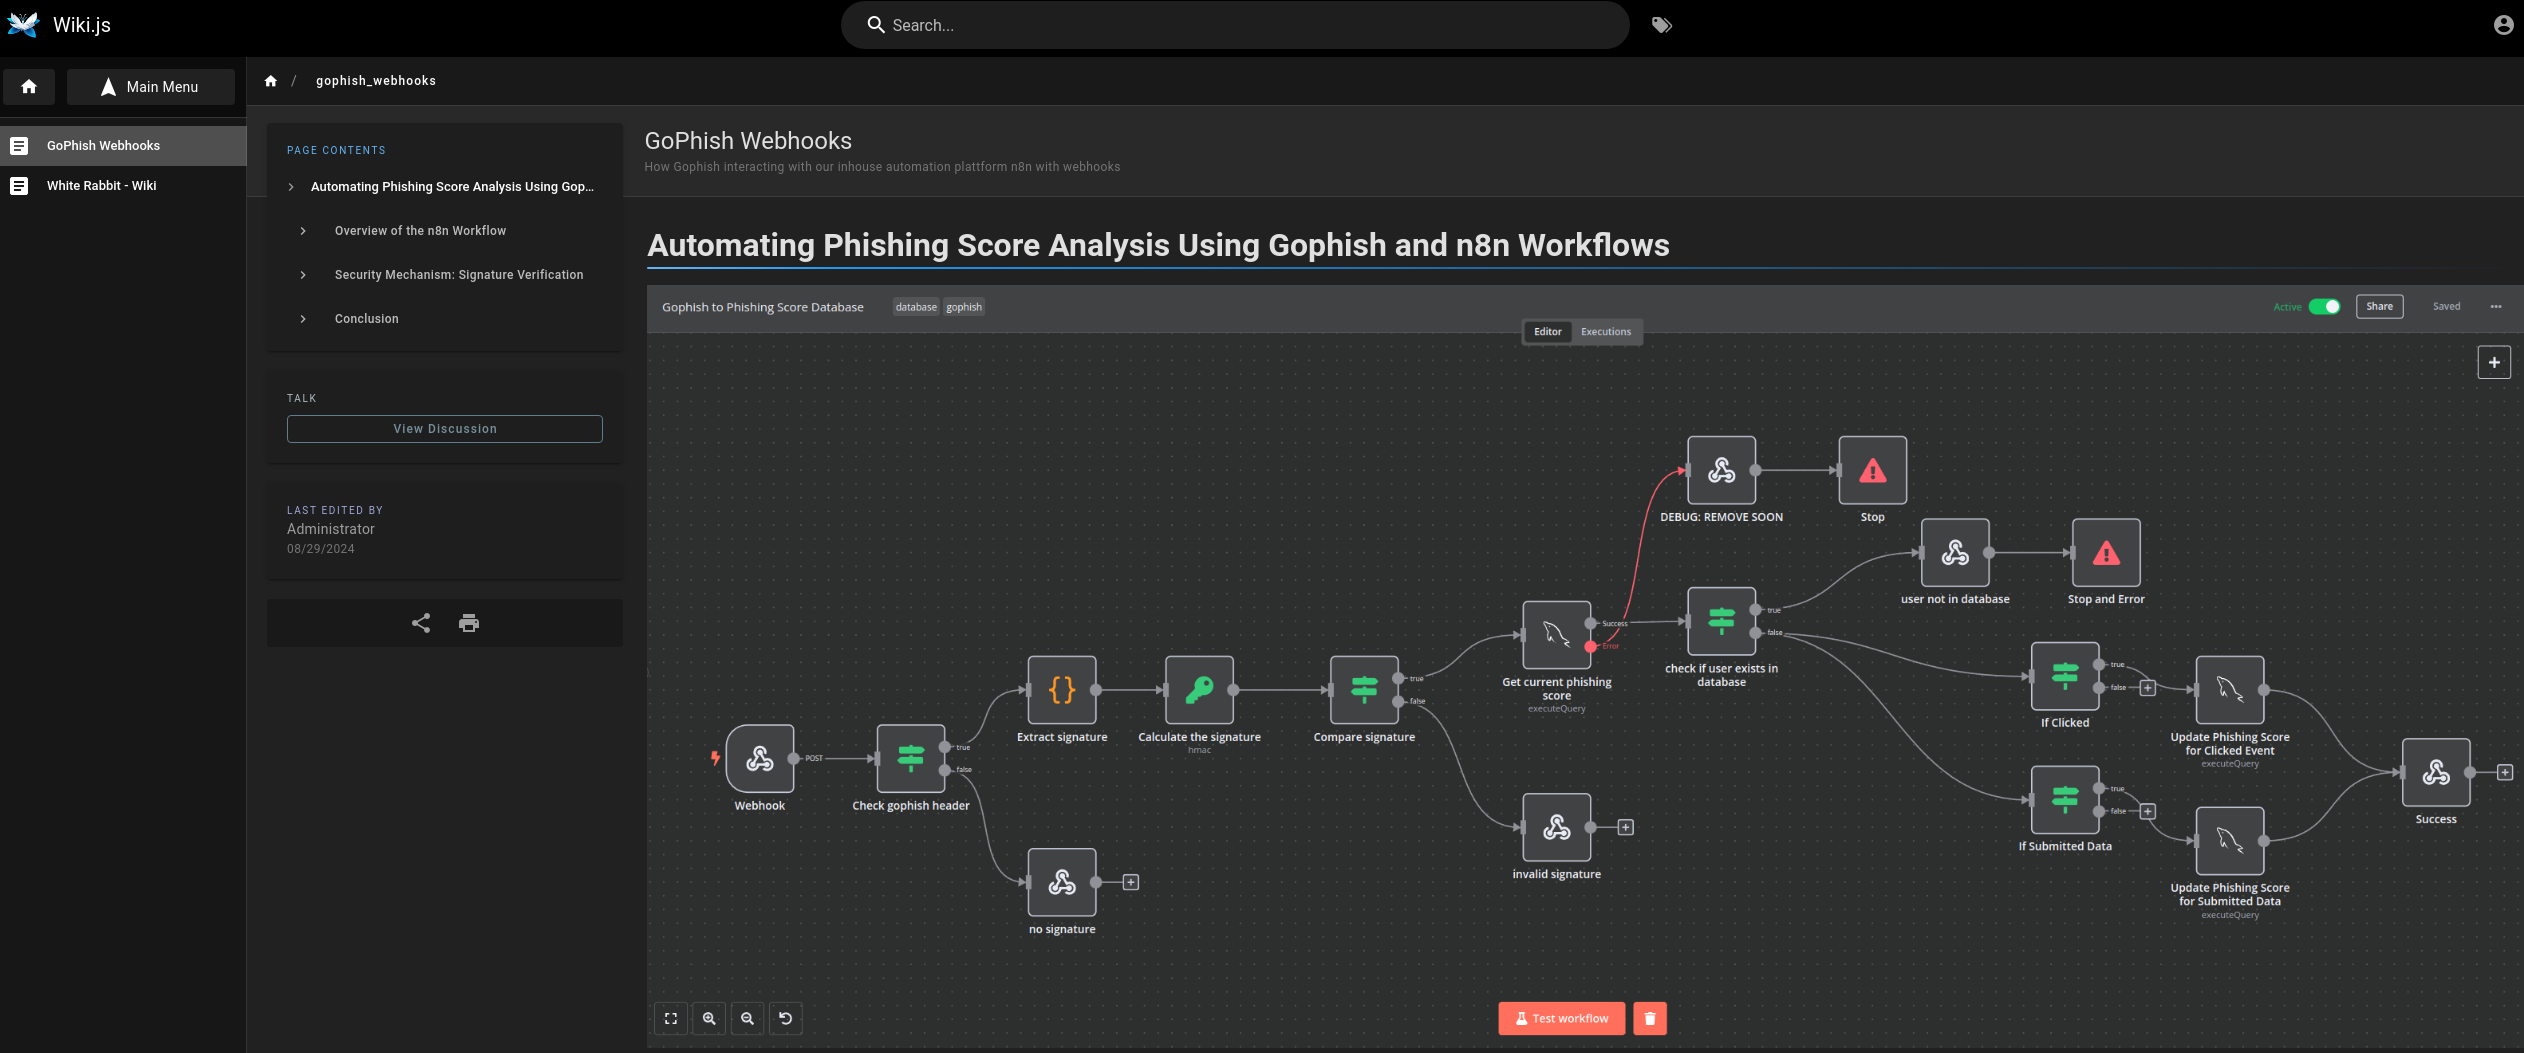 Wiki.js
Search...
Main Menu
gophish_webhooks
GoPhish Webhooks
White Rabbit - Wiki
PAGE CONTENTS
Automating Phishing Score Analysis Using Gop...
Overview of the n8n Workflow
Security Mechanism: Signature Verification
Conclusion
TALK
View Discussion
LAST EDITED BY
Administrator
08/29/2024
GoPhish Webhooks
How Gophish interacting with our inhouse automation plattform n8n with webhooks
Automating Phishing Score Analysis Using Gophish and n8n Workflows
Gophish to Phishing Score Database
database
gophish
Active
Share
Saved
Editor
Executions
DEBUG: REMOVE SOON
Stop
user not in database
Stop and Error
Success
Error
Get current phishing
score
executeQuery
true
false
check if user exists in
database
true
false
If Clicked
Update Phishing Score
for Clicked Event
executeQuery
Extract signature
Calculate the signature
hmac
true
false
Compare signature
POST
Webhook
true
false
Check gophish header
true
false
If Submitted Data
Success
invalid signature
Update Phishing Score
for Submitted Data
executeQuery
no signature
Test workflow